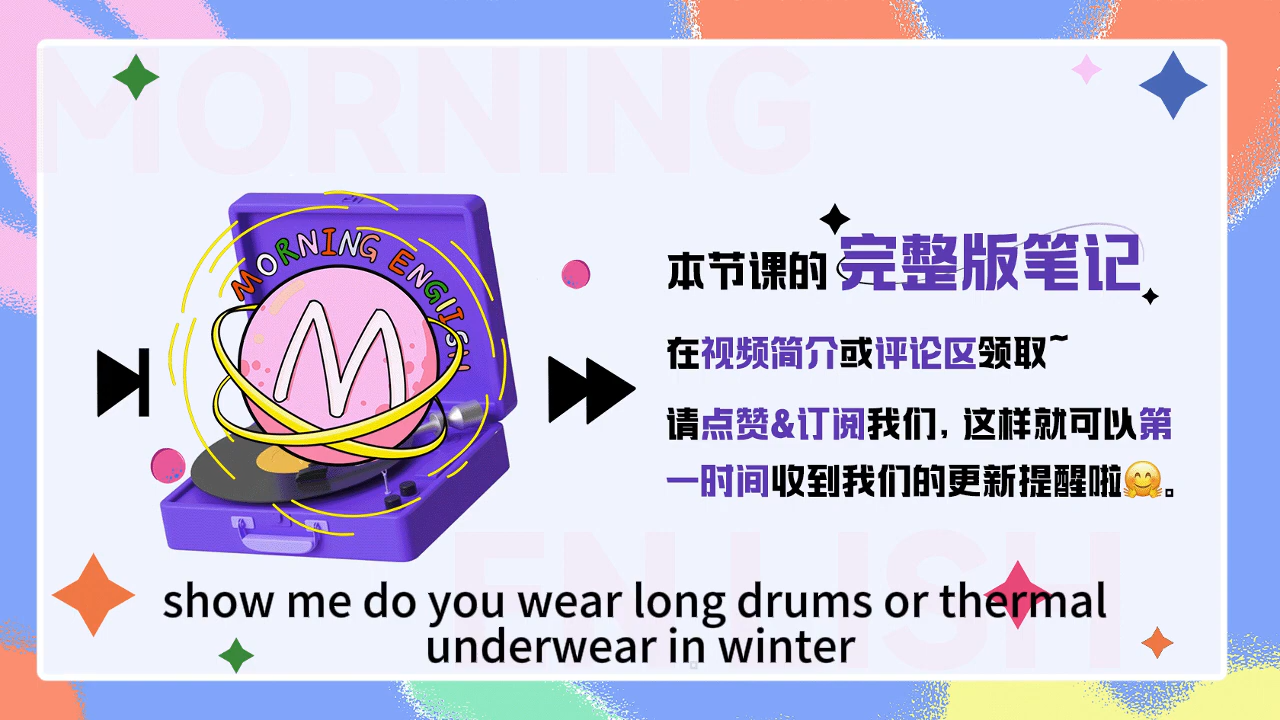 MORNING
MORNING ENGLISH
M
本节课的完整版笔记
在视频简介或评论区领取~
请点赞&订阅我们, 这样就可以第
一时间收到我们的更新提醒啦🤗。
show me do you wear long drums or thermal
underwear in winter